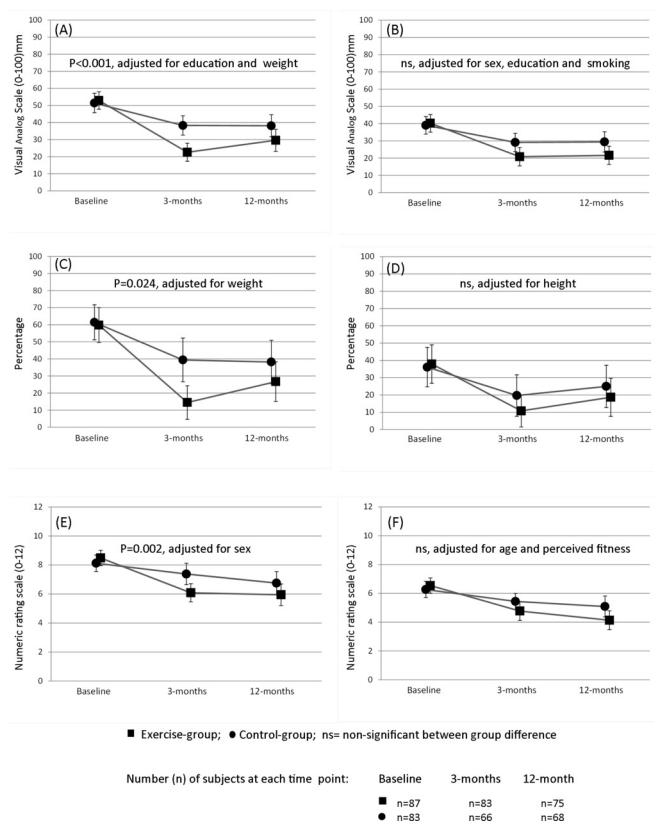 (A)
P<0.001, adjusted for education and weight
Visual Analog Scale (0-100)mm
100
90
80
70
60
50
40
30
20
10
0
Baseline 3-months 12-months
(B)
ns, adjusted for sex, education and smoking
Visual Analog Scale (0-100)mm
100
90
80
70
60
50
40
30
20
10
0
Baseline 3-months 12-months
(C)
P=0.024, adjusted for weight
Percentage
100
90
80
70
60
50
40
30
20
10
0
Baseline 3-months 12-months
(D)
ns, adjusted for height
Percentage
100
90
80
70
60
50
40
30
20
10
0
Baseline 3-months 12-months
(E)
P=0.002, adjusted for sex
Numeric rating scale (0-12)
12
10
8
6
4
2
0
Baseline 3-months 12-months
(F)
ns, adjusted for age and perceived fitness
Numeric rating scale (0-12)
12
10
8
6
4
2
0
Baseline 3-months 12-months
■ Exercise-group; ● Control-group; ns= non-significant between group difference
Number (n) of subjects at each time point: Baseline 3-months 12-month
■ n=87 n=83 n=75
● n=83 n=66 n=68